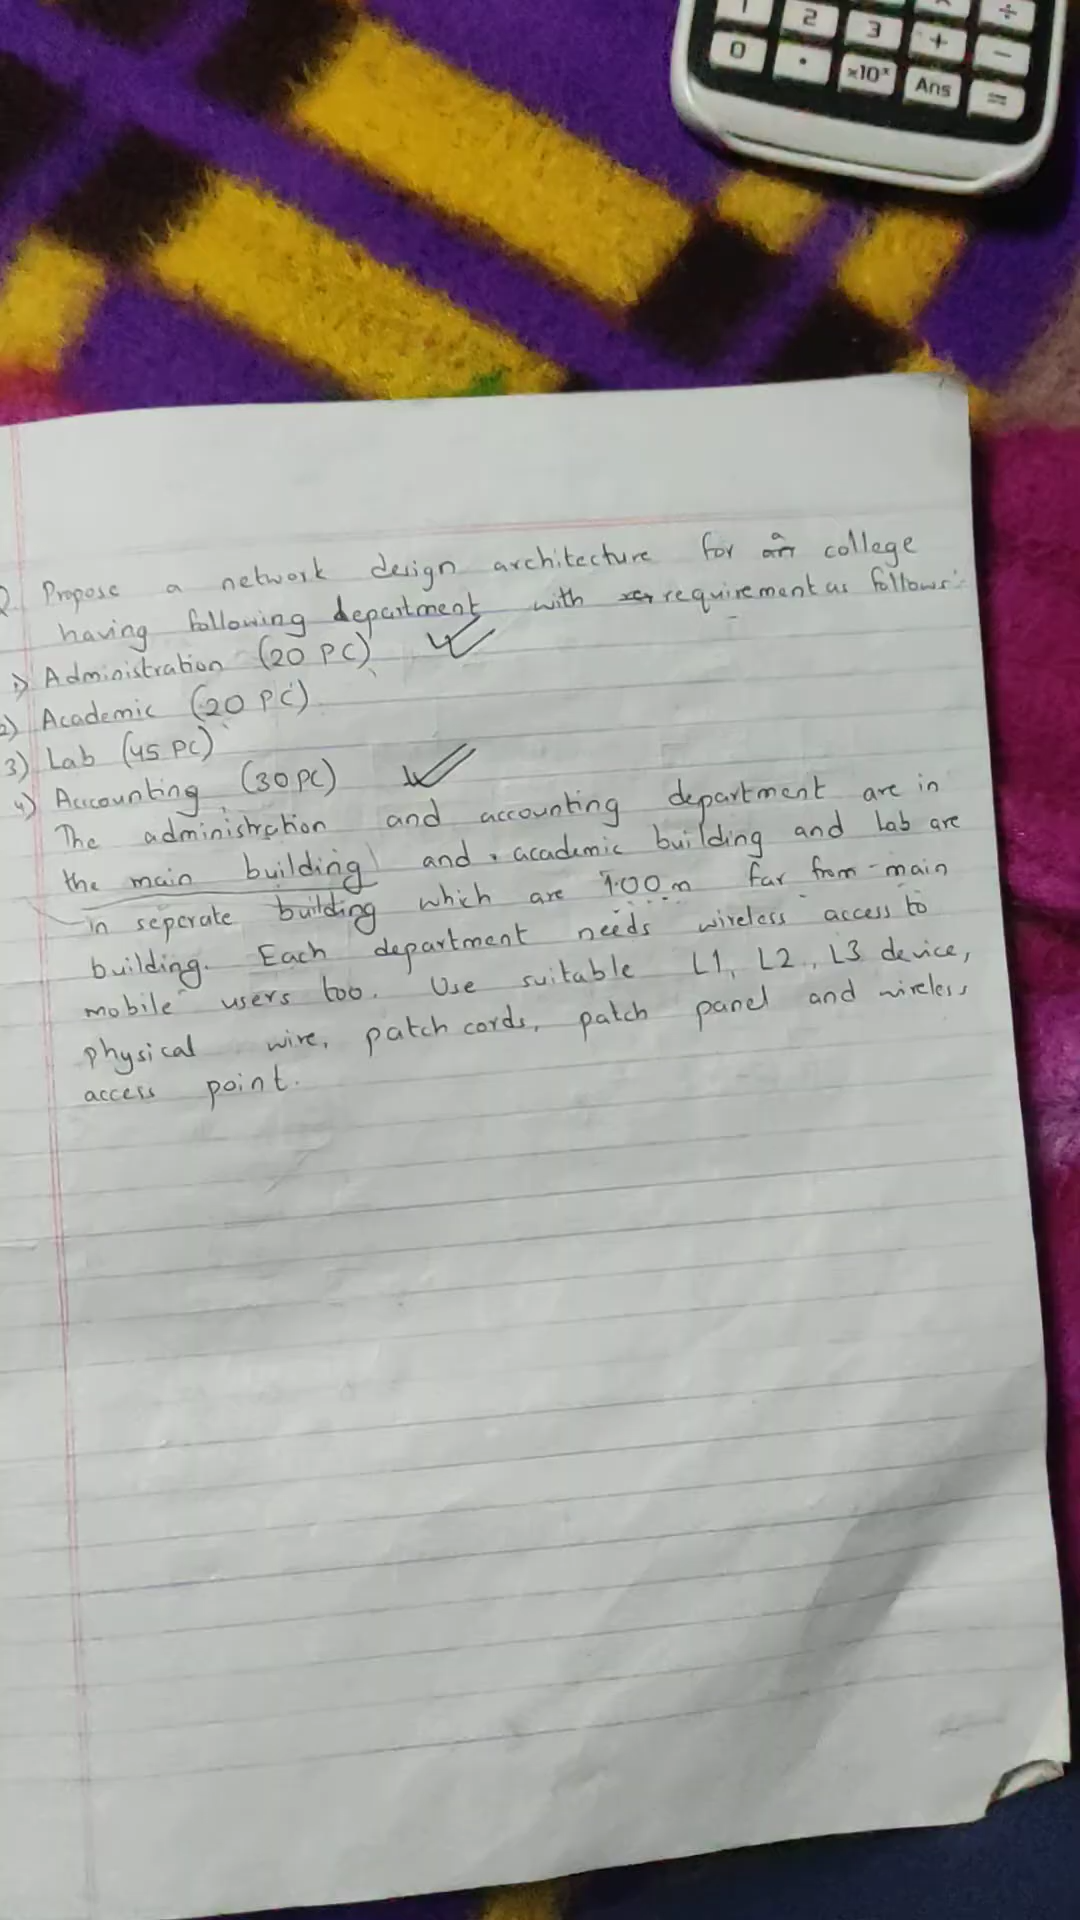 1 2 3 + ÷
0 . ×10ˣ Ans − =
Q. Propose a network design architecture for a college
having following department with requirement as follows:
1) Administration (20 PC)
2) Academic (20 PC)
3) Lab (45 PC)
4) Accounting (30 PC)
The administration and accounting department are in
the main building and academic building and Lab are
in seperate building which are 100m far from main
building. Each department needs wireless access to
mobile users too. Use suitable L1, L2, L3 device,
physical wire, patch cords, patch panel and wireless
access point.